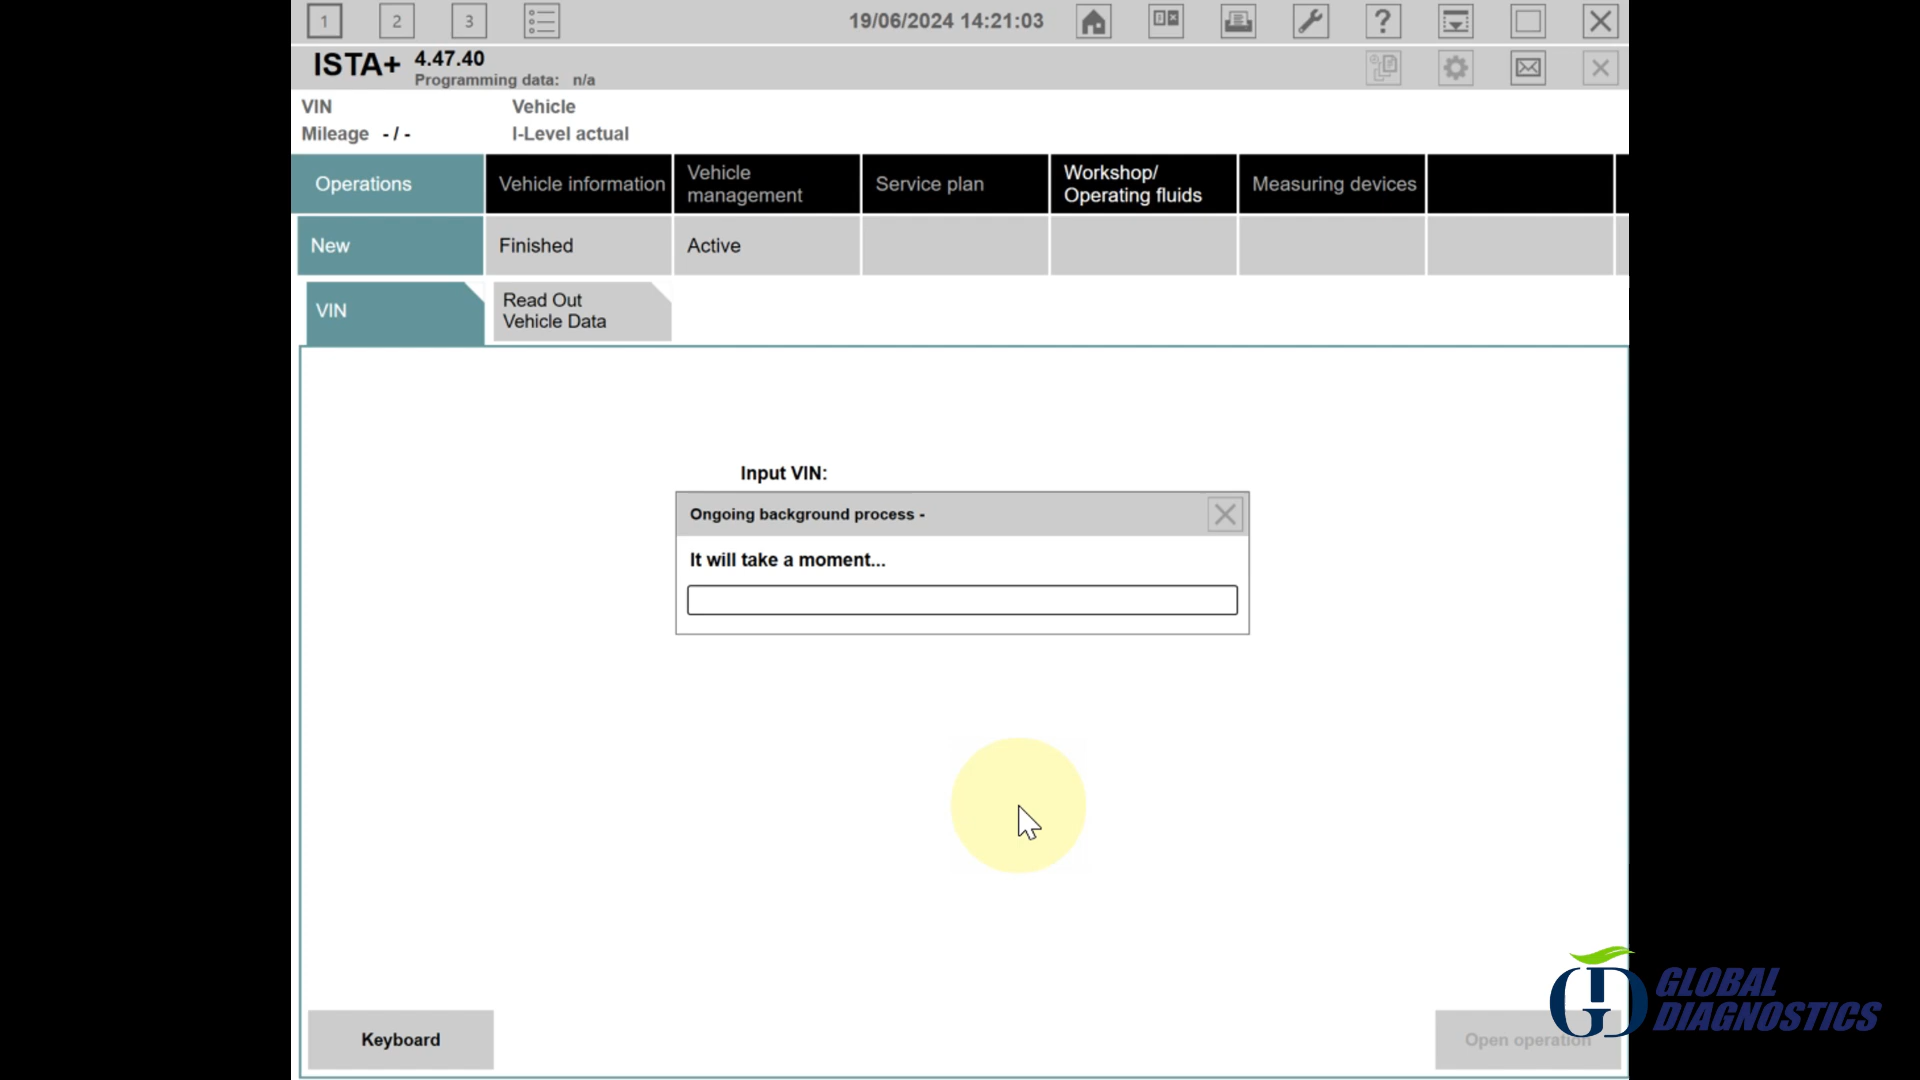 1 2 3 19/06/2024 14:21:03 ?
ISTA+ 4.47.40
Programming data: n/a
VIN Vehicle
Mileage - / - I-Level actual
Operations Vehicle information Vehicle management Service plan Workshop/ Operating fluids Measuring devices
New Finished Active
VIN Read Out
Vehicle Data
Input VIN:
Ongoing background process -
It will take a moment...
Keyboard Open operation
GD GLOBAL
DIAGNOSTICS